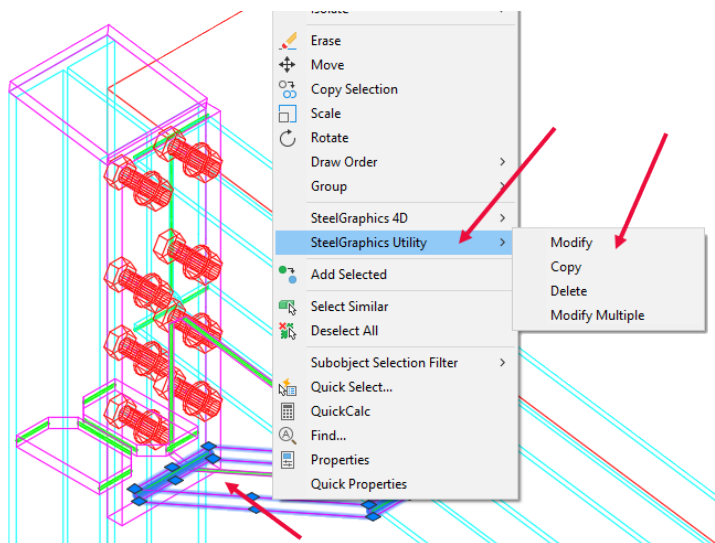 Erase
Move
Copy Selection
Scale
Rotate
Draw Order
Group
SteelGraphics 4D
SteelGraphics Utility
Modify
Copy
Delete
Modify Multiple
Add Selected
Select Similar
Deselect All
Subobject Selection Filter
Quick Select...
QuickCalc
Find...
Properties
Quick Properties